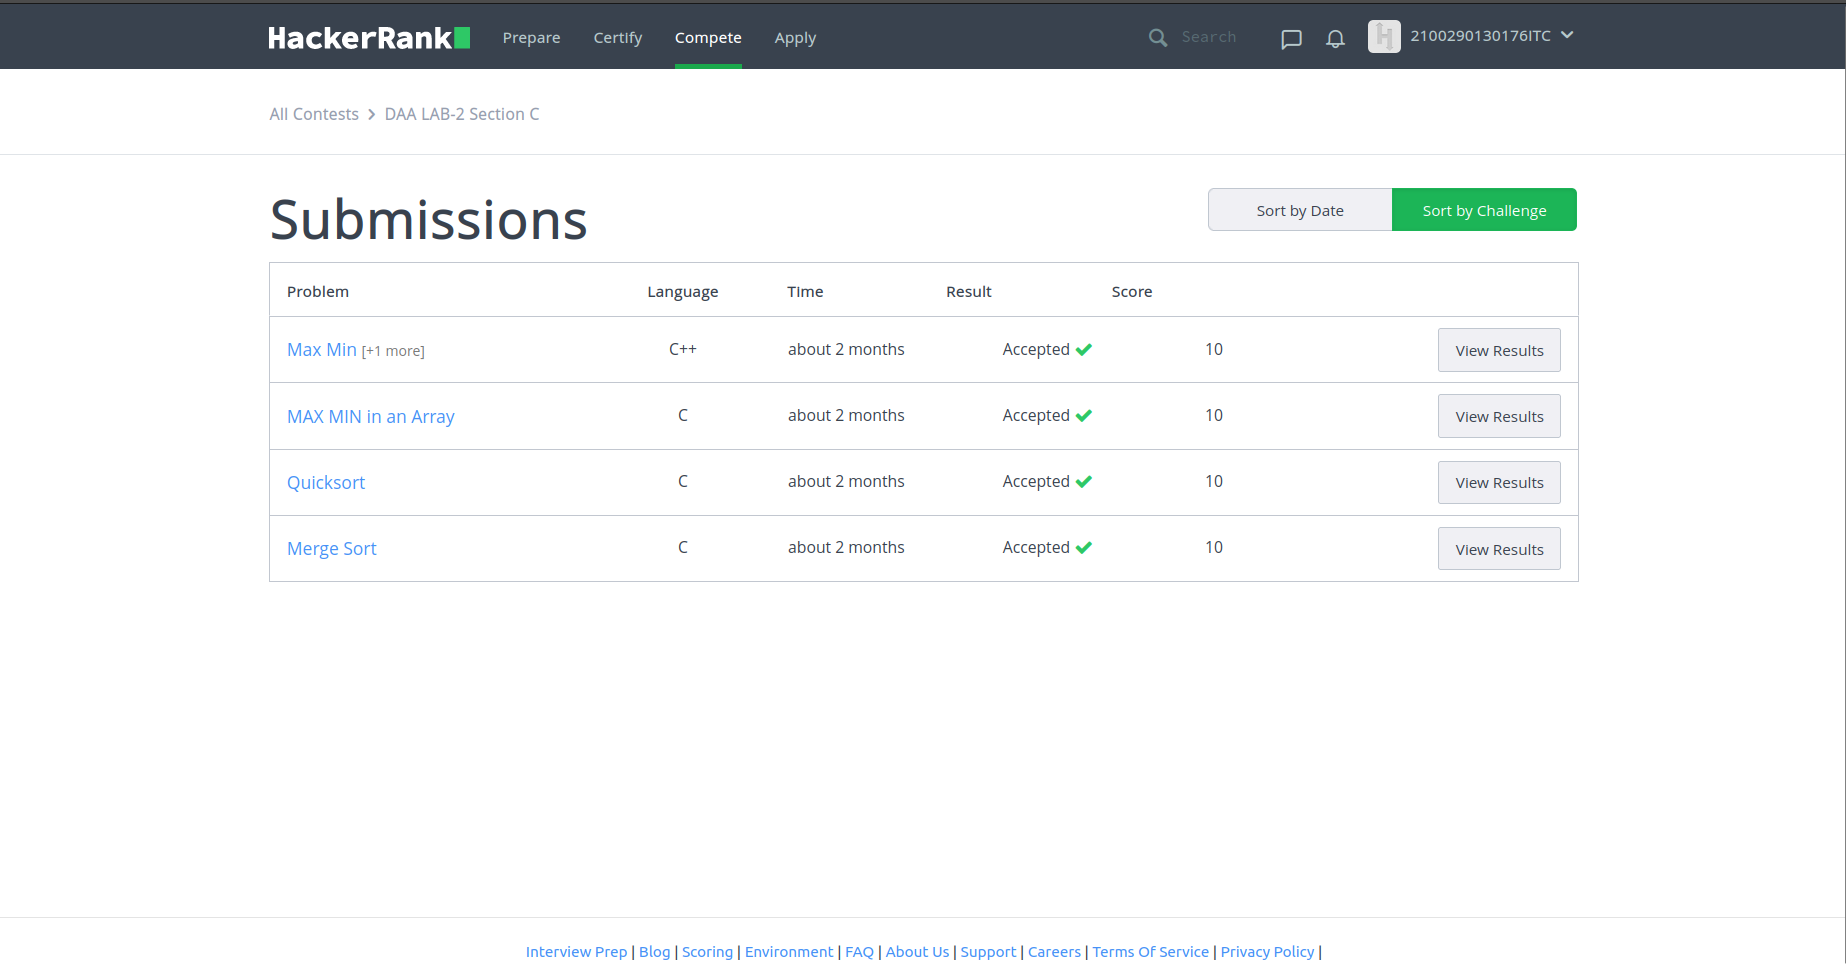 HackerRank Prepare Certify Compete Apply Search 2100290130176ITC
All Contests > DAA LAB-2 Section C
Submissions Sort by Date Sort by Challenge
Problem Language Time Result Score
Max Min [+1 more] C++ about 2 months Accepted 10 View Results
MAX MIN in an Array C about 2 months Accepted 10 View Results
Quicksort C about 2 months Accepted 10 View Results
Merge Sort C about 2 months Accepted 10 View Results
Interview Prep | Blog | Scoring | Environment | FAQ | About Us | Support | Careers | Terms Of Service | Privacy Policy |